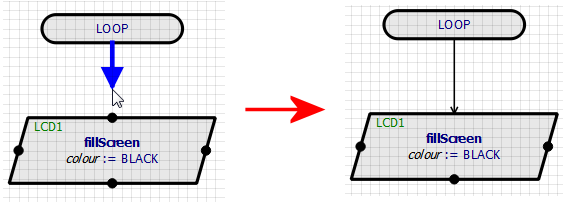 LOOP
LCD1
fillScreen
colour := BLACK
LOOP
LCD1
fillScreen
colour := BLACK